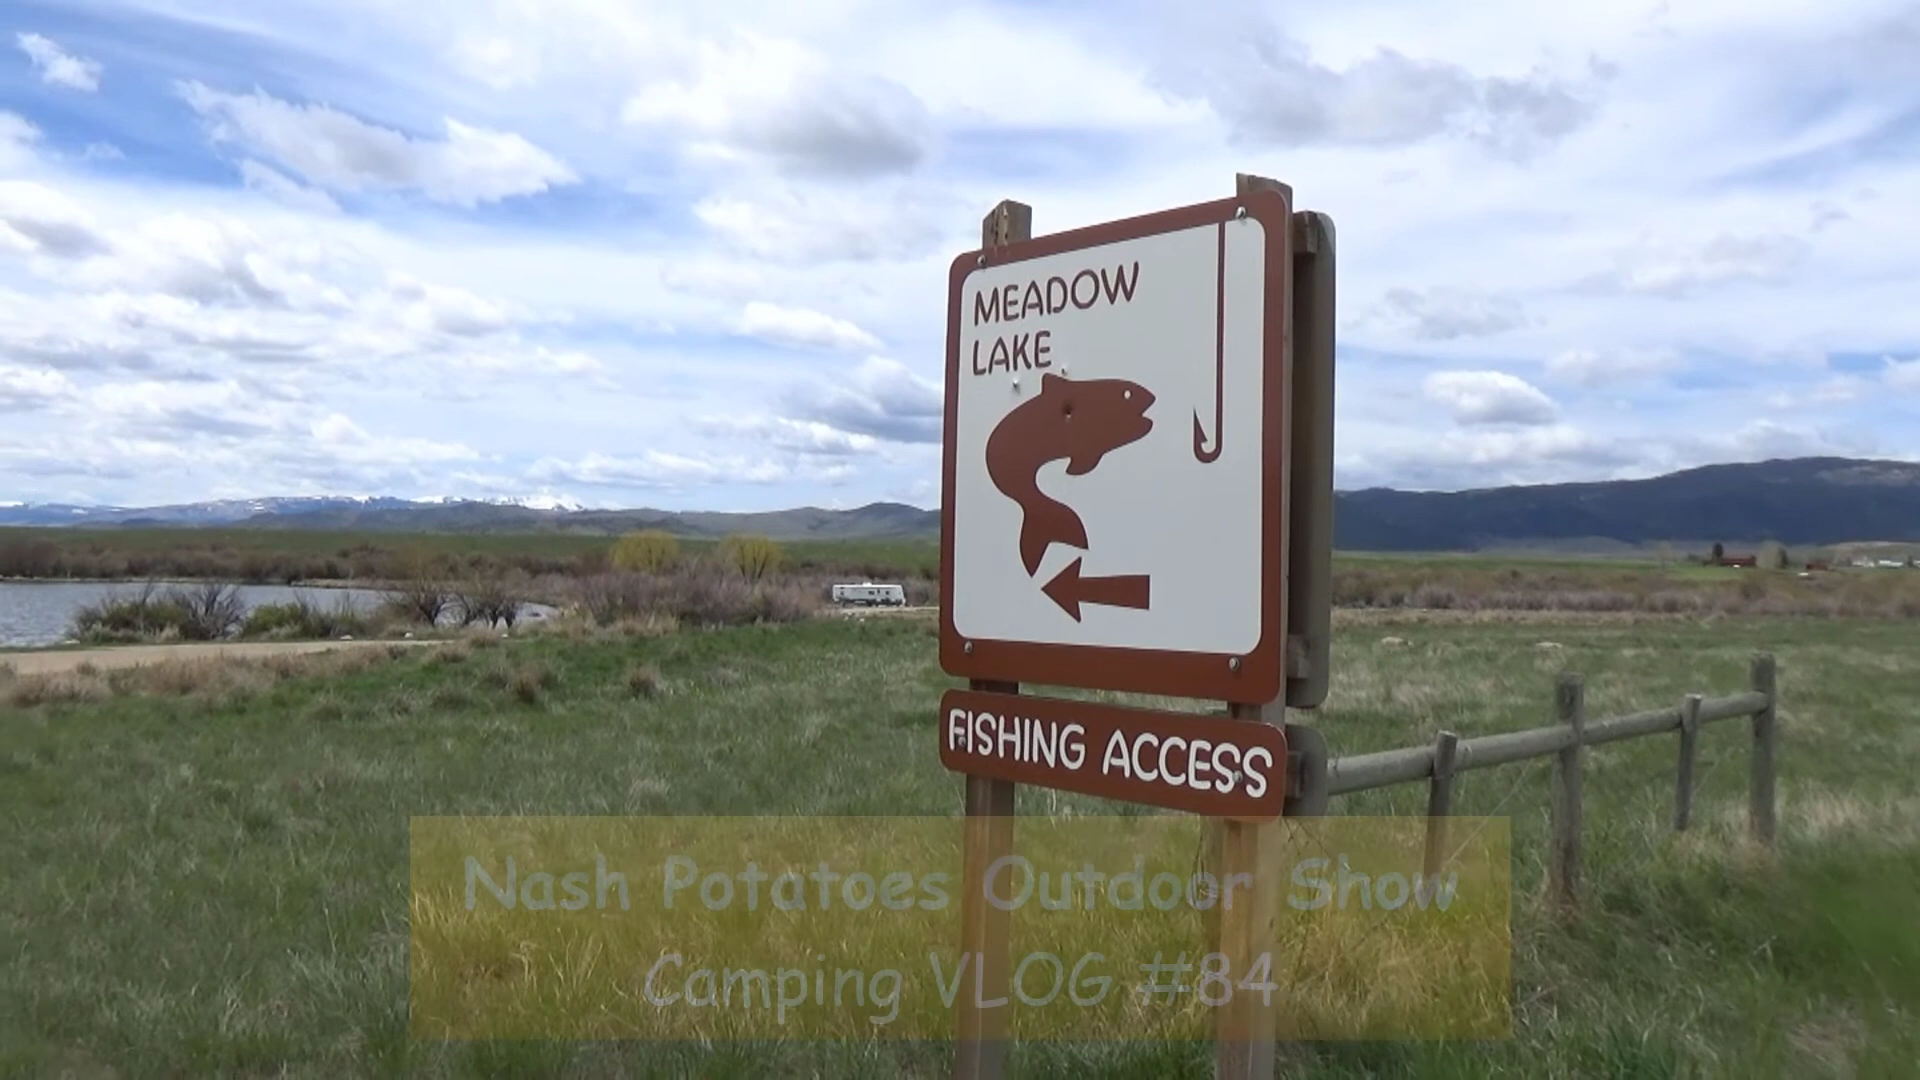 MEADOW
LAKE
FISHING ACCESS
Nash Potatoes Outdoor Show
Camping VLOG #84